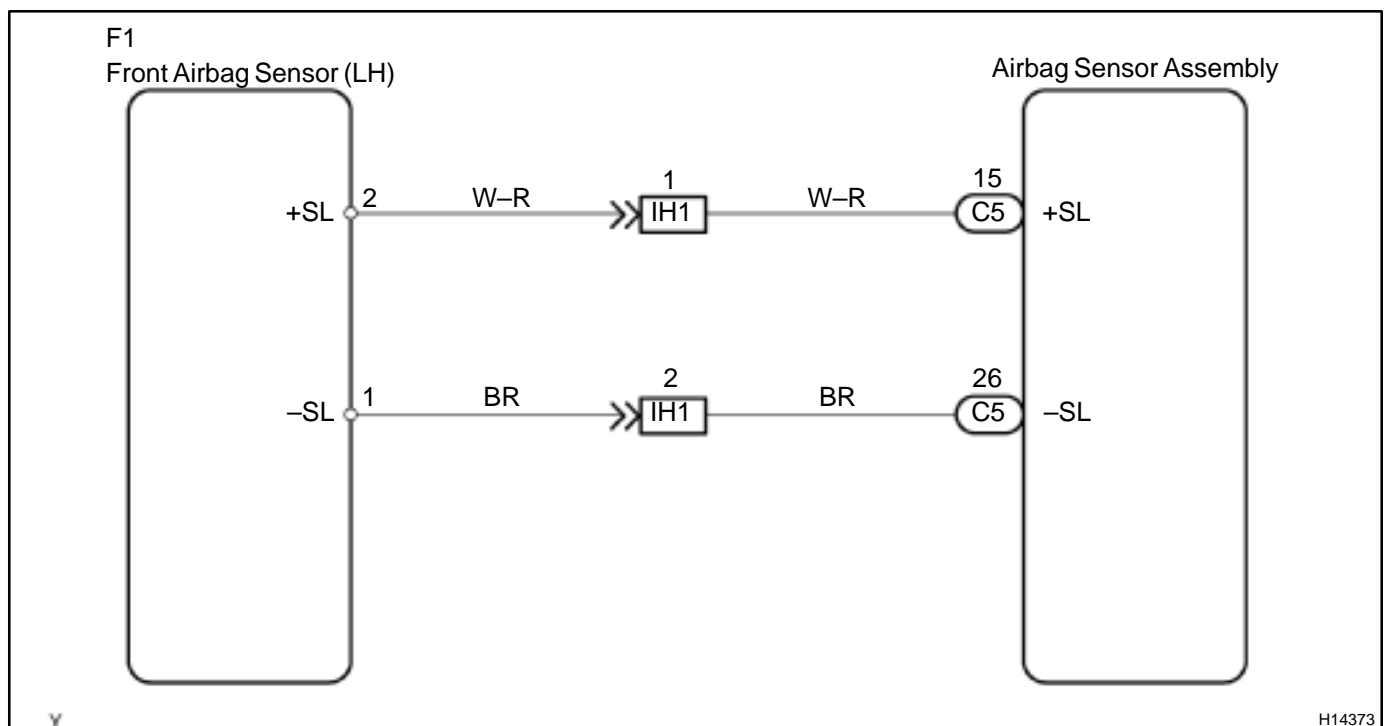 F1
Front Airbag Sensor (LH)
Airbag Sensor Assembly
+SL 2 W–R 1 IH1 W–R 15 C5 +SL
–SL 1 BR 2 IH1 BR 26 C5 –SL
Y
H14373